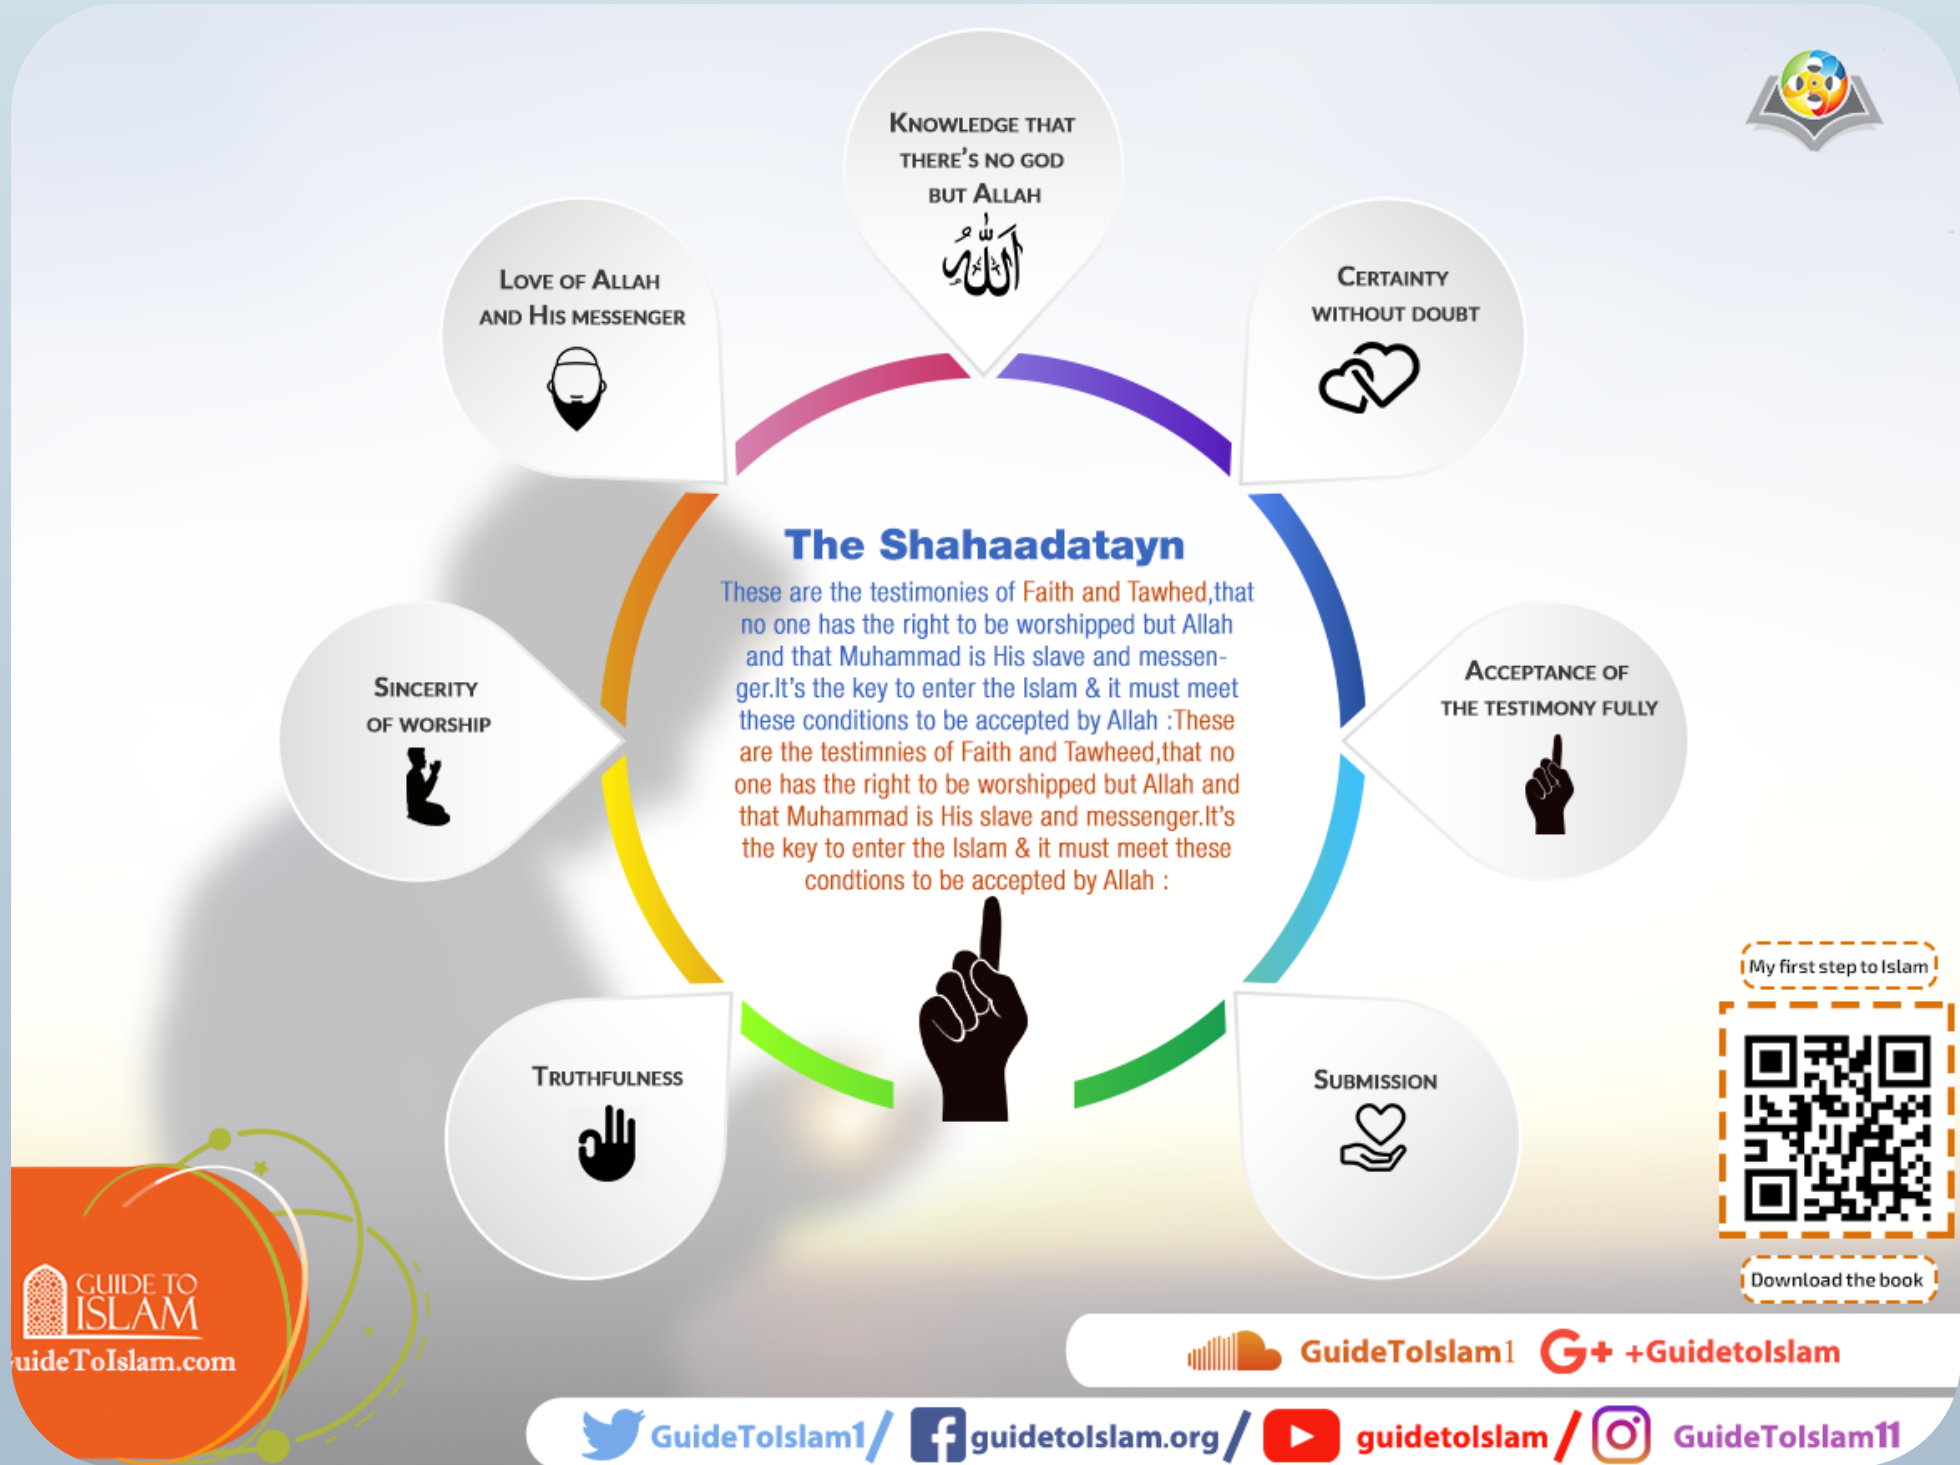 KNOWLEDGE THAT
THERE'S NO GOD
BUT ALLAH
الله
LOVE OF ALLAH
AND HIS MESSENGER
CERTAINTY
WITHOUT DOUBT
SINCERITY
OF WORSHIP
ACCEPTANCE OF
THE TESTIMONY FULLY
TRUTHFULNESS
SUBMISSION
The Shahaadatayn
These are the testimonies of Faith and Tawhed,that
no one has the right to be worshipped but Allah
and that Muhammad is His slave and messen-
ger.It's the key to enter the Islam & it must meet
these conditions to be accepted by Allah :These
are the testimnies of Faith and Tawheed,that no
one has the right to be worshipped but Allah and
that Muhammad is His slave and messenger.It's
the key to enter the Islam & it must meet these
condtions to be accepted by Allah :
My first step to Islam
Download the book
GUIDE TO
ISLAM
uideToIslam.com
GuideToIslam1 G+ +GuidetoIslam
GuideToIslam1/ f guidetoIslam.org/ guidetoIslam/ GuideToIslam11